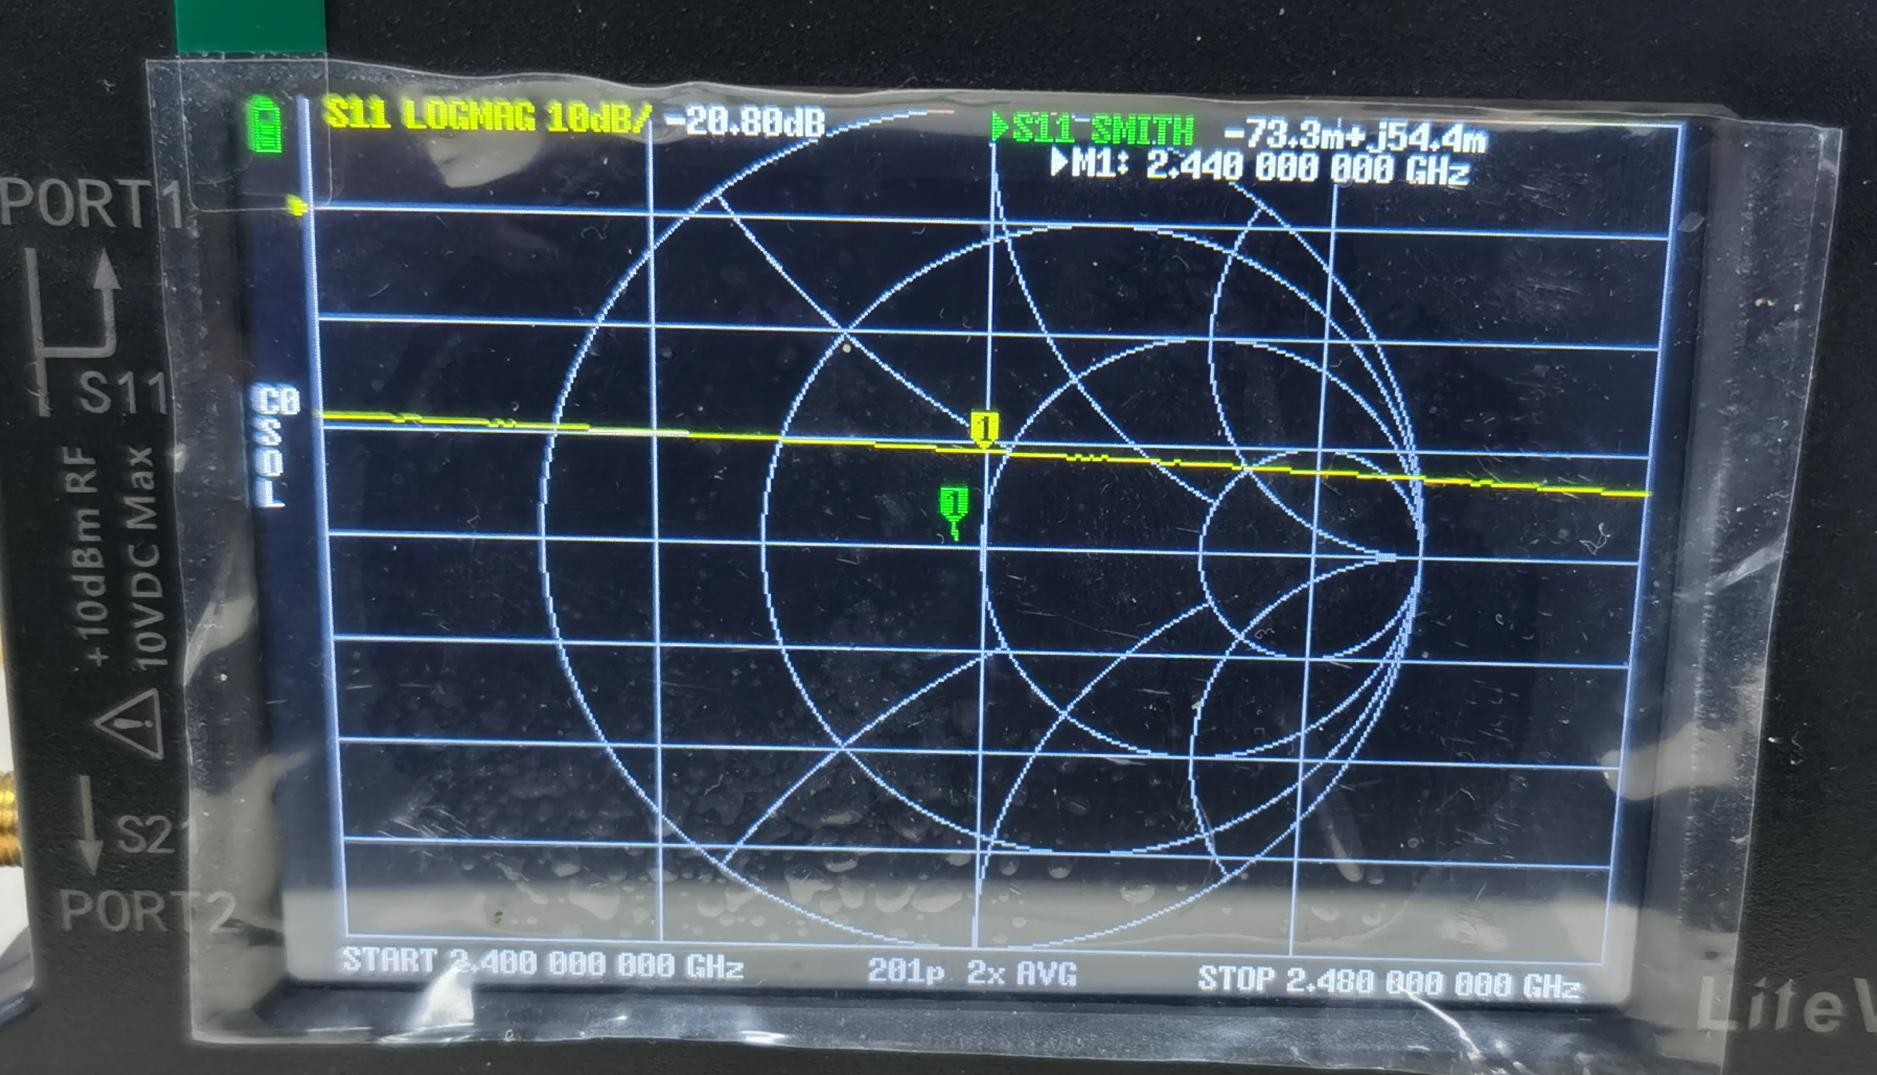 S11 LOGMAG 10dB/ -20.80dB
S11 SMITH -73.3m+j54.4m
M1: 2.440 000 000 GHz
PORT1
S11
+10dBm RF
10VDC Max
PORT2
C0
S
O
L
1
1
START 2.400 000 000 GHz
201p 2x AVG
STOP 2.480 000 000 GHz